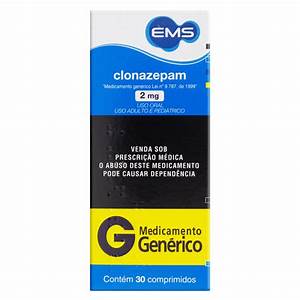 EMS
clonazepam
"Medicamento genérico Lei nº 9.787, de 1999"
2 mg
USO ORAL
USO ADULTO E PEDIÁTRICO
VENDA SOB
PRESCRIÇÃO MÉDICA
O ABUSO DESTE MEDICAMENTO
PODE CAUSAR DEPENDÊNCIA
G Medicamento
Genérico
Contém 30 comprimidos